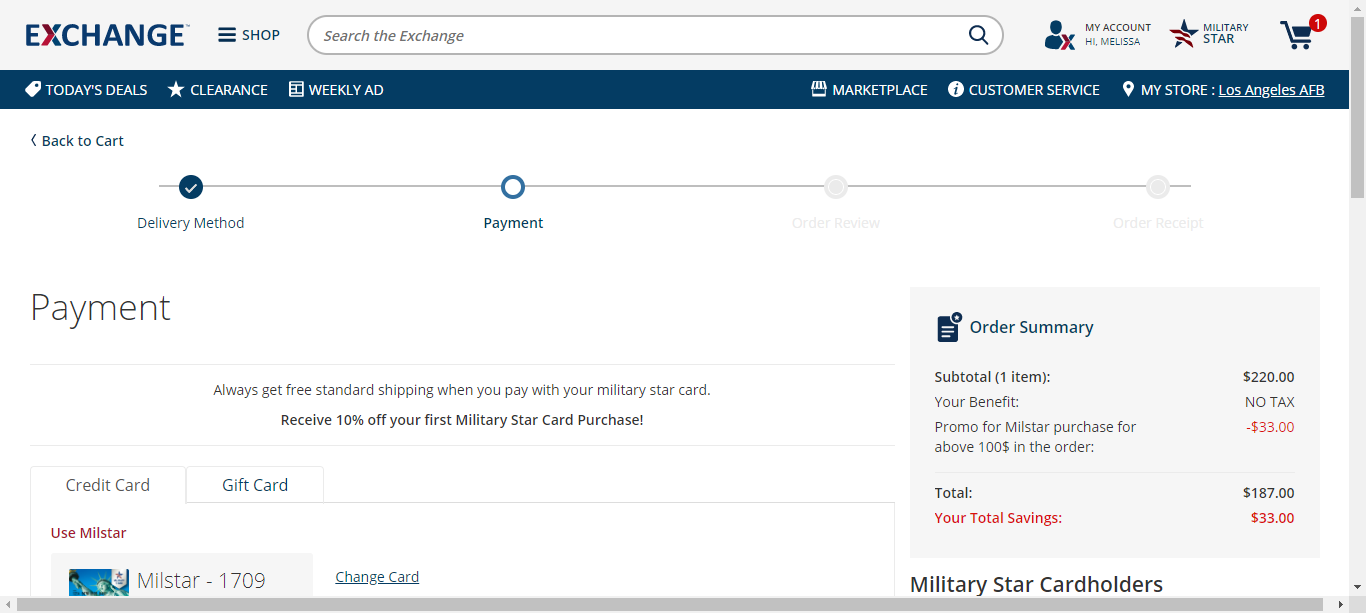 EXCHANGE
SHOP
Search the Exchange
MY ACCOUNT
HI, MELISSA
MILITARY
STAR
1
TODAY'S DEALS
CLEARANCE
WEEKLY AD
MARKETPLACE
CUSTOMER SERVICE
MY STORE : Los Angeles AFB
Back to Cart
Delivery Method
Payment
Order Review
Order Receipt
Payment
Always get free standard shipping when you pay with your military star card.
Receive 10% off your first Military Star Card Purchase!
Credit Card
Gift Card
Use Milstar
Milstar - 1709
Change Card
Order Summary
Subtotal (1 item): $220.00
Your Benefit: NO TAX
Promo for Milstar purchase for -$33.00
above 100$ in the order:
Total: $187.00
Your Total Savings: $33.00
Military Star Cardholders